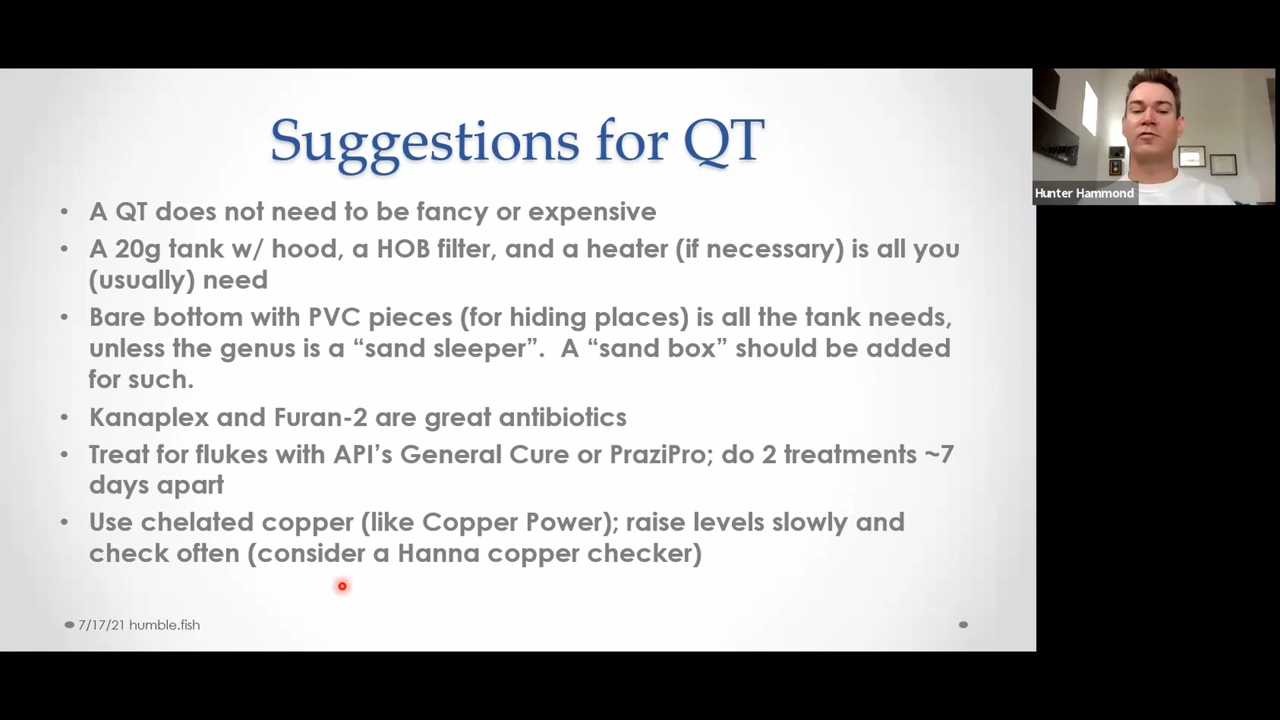 Suggestions for QT
• A QT does not need to be fancy or expensive
• A 20g tank w/ hood, a HOB filter, and a heater (if necessary) is all you
(usually) need
• Bare bottom with PVC pieces (for hiding places) is all the tank needs,
unless the genus is a “sand sleeper”.  A “sand box” should be added
for such.
• Kanaplex and Furan-2 are great antibiotics
• Treat for flukes with API’s General Cure or PraziPro; do 2 treatments ~7
days apart
• Use chelated copper (like Copper Power); raise levels slowly and
check often (consider a Hanna copper checker)
7/17/21 humble.fish
Hunter Hammond